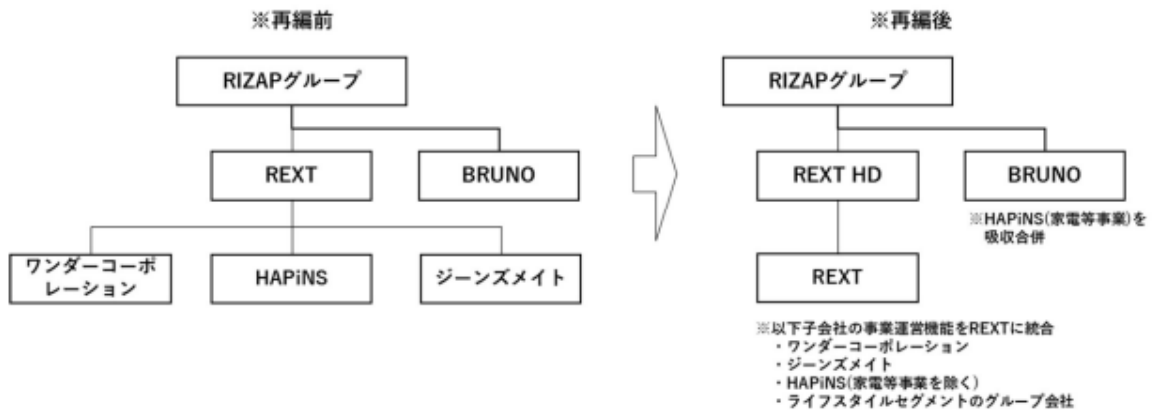 ※再編前
RIZAPグループ
REXT
BRUNO
ワンダーコーポ
レーション
HAPiNS
ジーンズメイト
※再編後
RIZAPグループ
REXT HD
BRUNO
※HAPiNS(家電等事業)を
吸収合併
REXT
※以下子会社の事業運営機能をREXTに統合
・ワンダーコーポレーション
・ジーンズメイト
・HAPiNS(家電等事業を除く)
・ライフスタイルセグメントのグループ会社